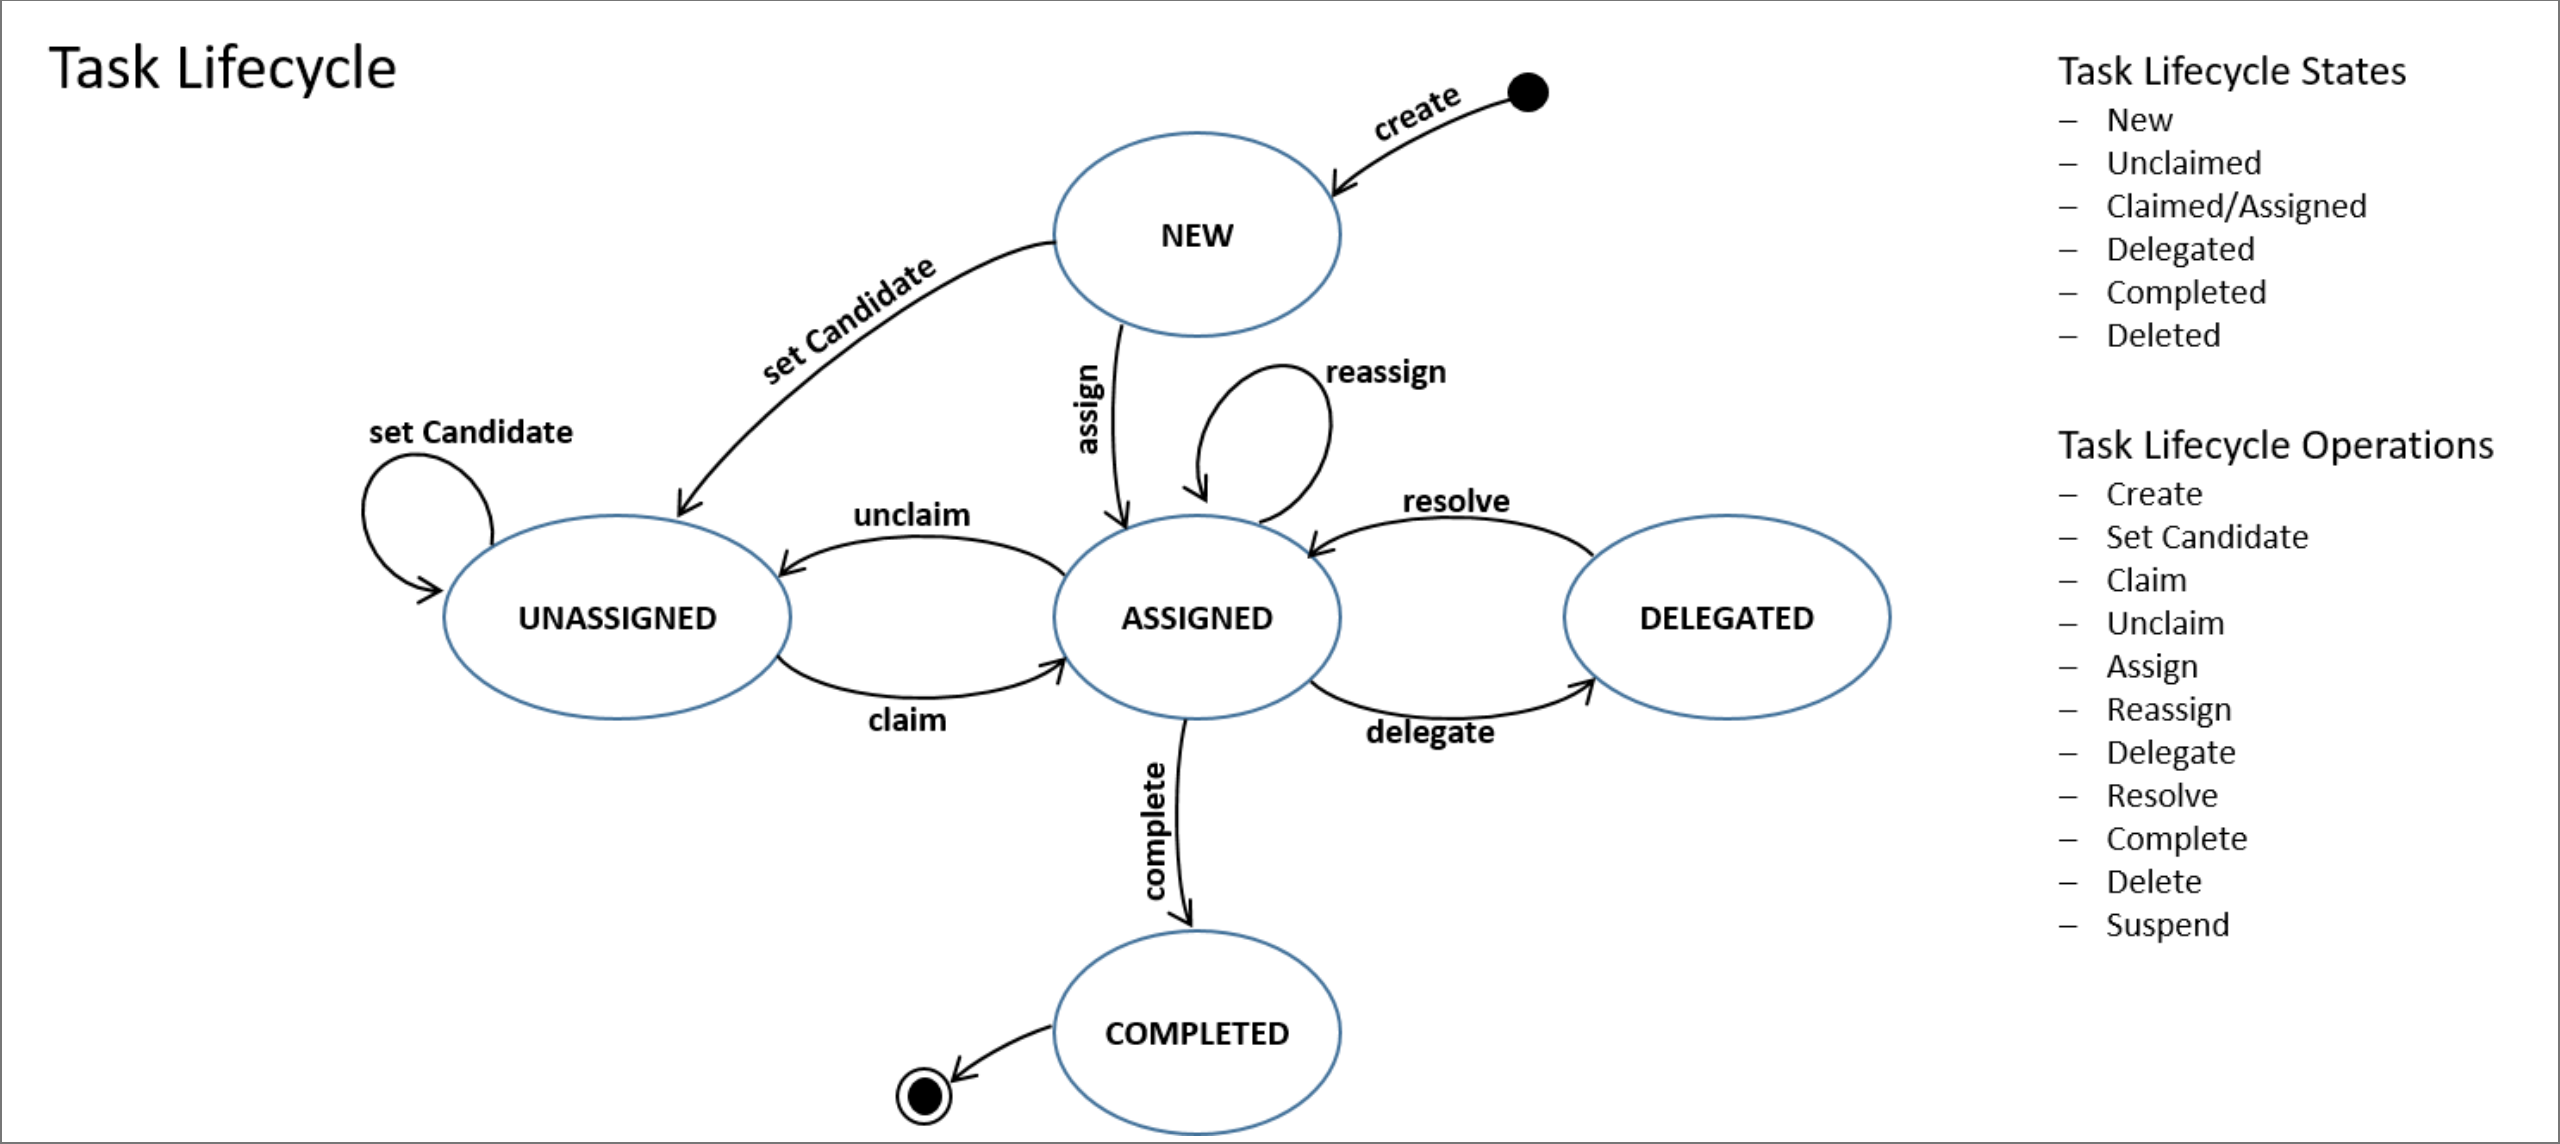 Task Lifecycle
create
NEW
set Candidate
assign
reassign
set Candidate
unclaim
resolve
UNASSIGNED
ASSIGNED
DELEGATED
claim
delegate
complete
COMPLETED
Task Lifecycle States
– New
– Unclaimed
– Claimed/Assigned
– Delegated
– Completed
– Deleted
Task Lifecycle Operations
– Create
– Set Candidate
– Claim
– Unclaim
– Assign
– Reassign
– Delegate
– Resolve
– Complete
– Delete
– Suspend